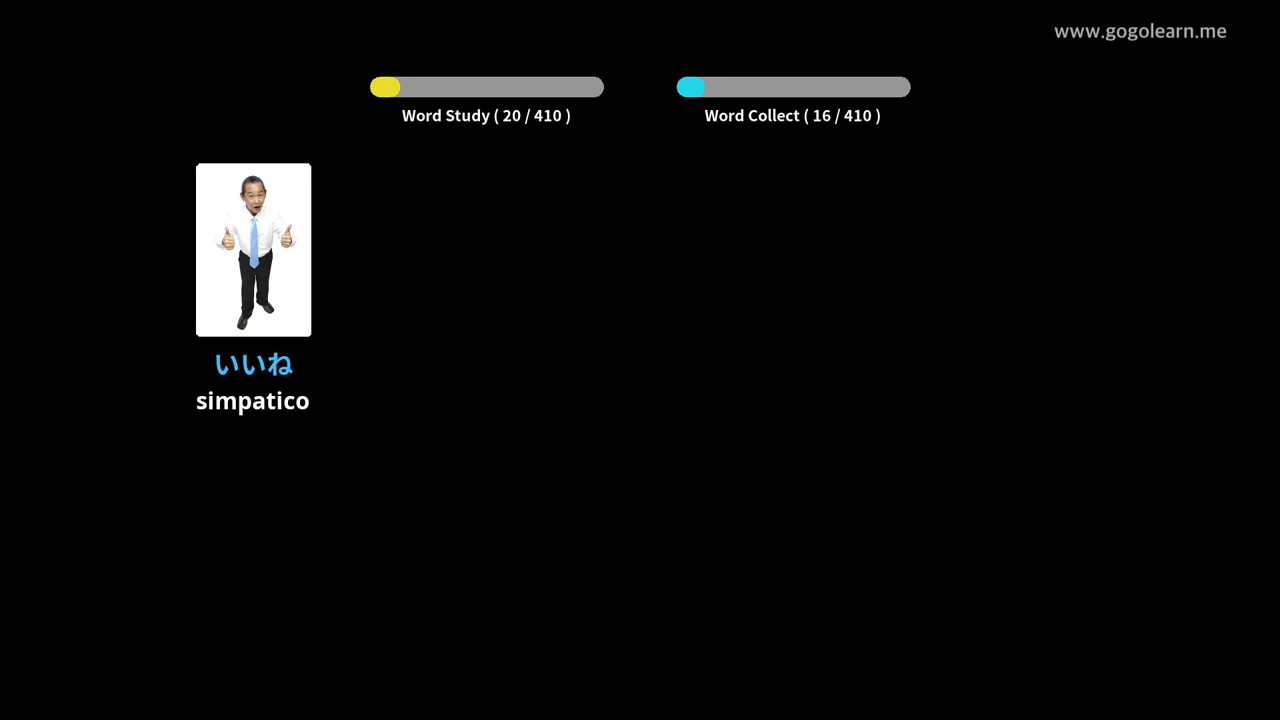 www.gogolearn.me
Word Study ( 20 / 410 )
Word Collect ( 16 / 410 )
いいね
simpatico